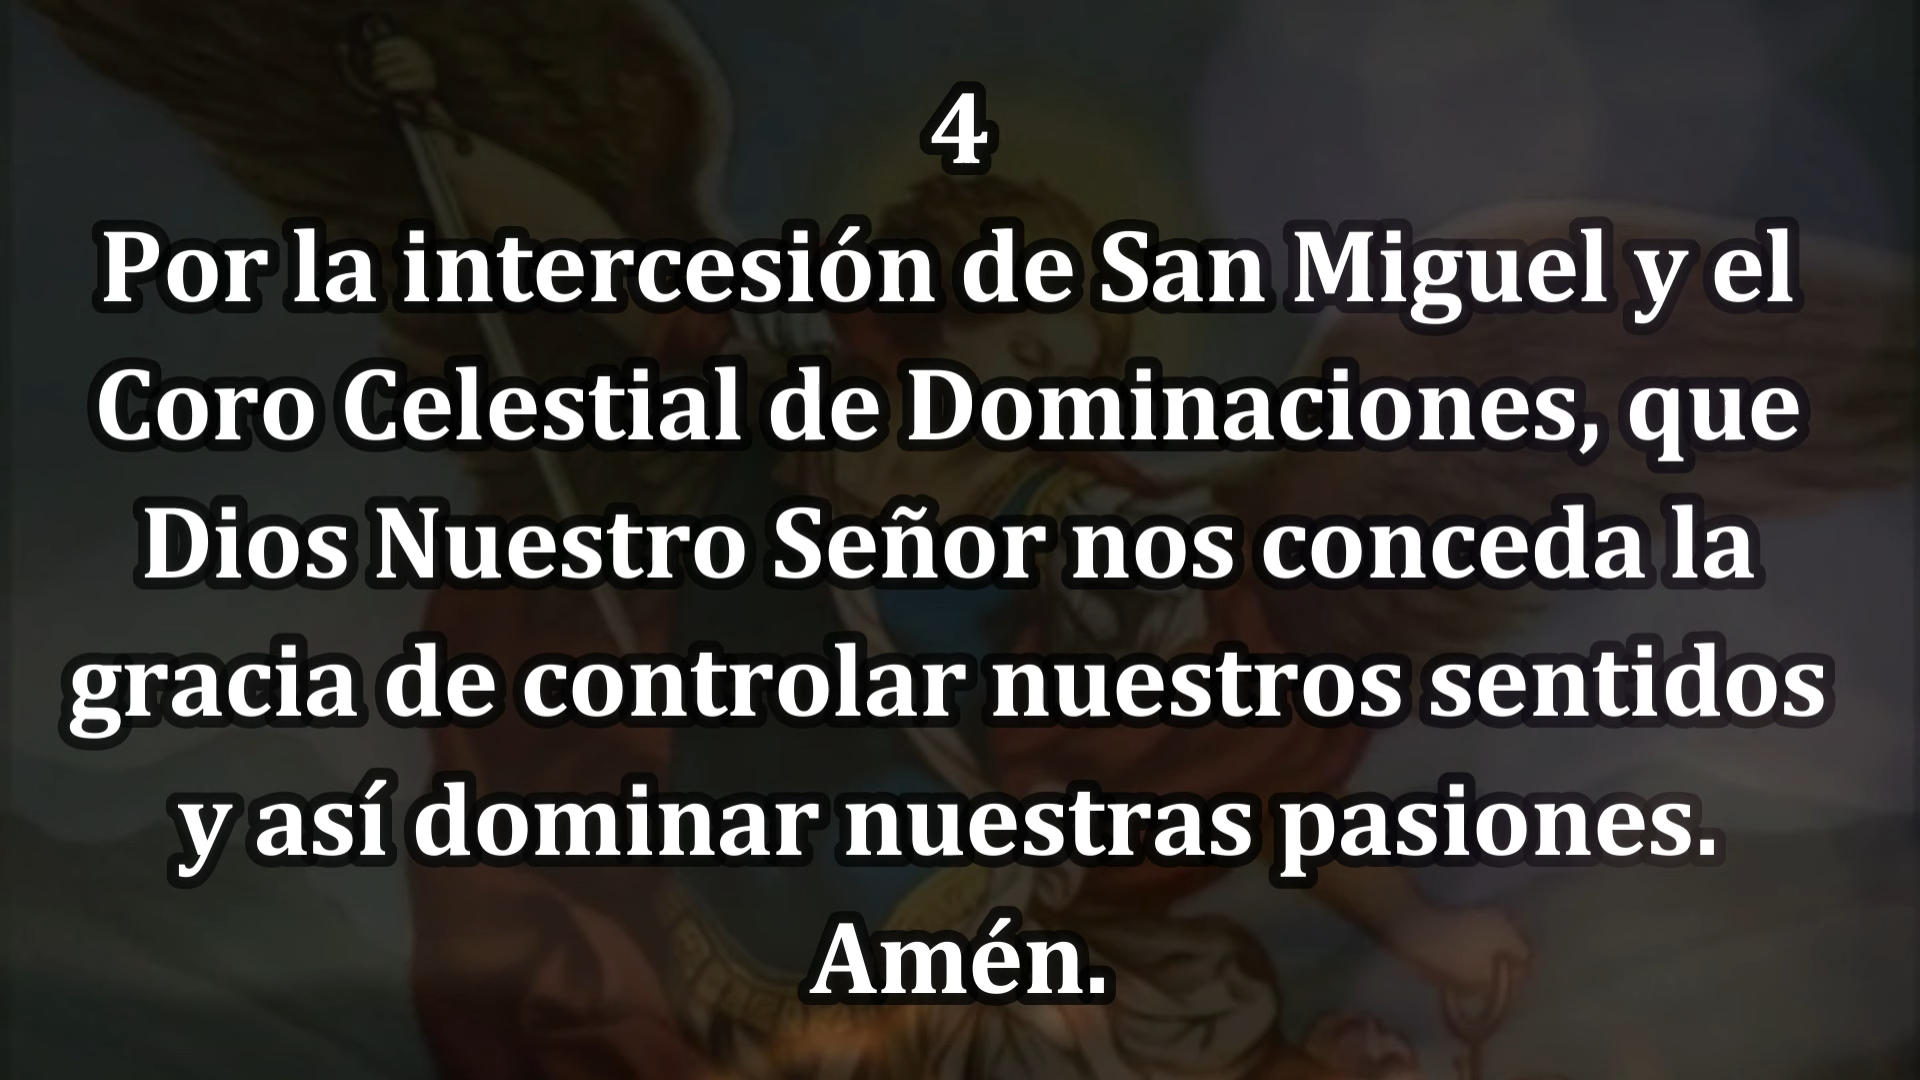 4
Por la intercesión de San Miguel y el
Coro Celestial de Dominaciones, que
Dios Nuestro Señor nos conceda la
gracia de controlar nuestros sentidos
y así dominar nuestras pasiones.
Amén.